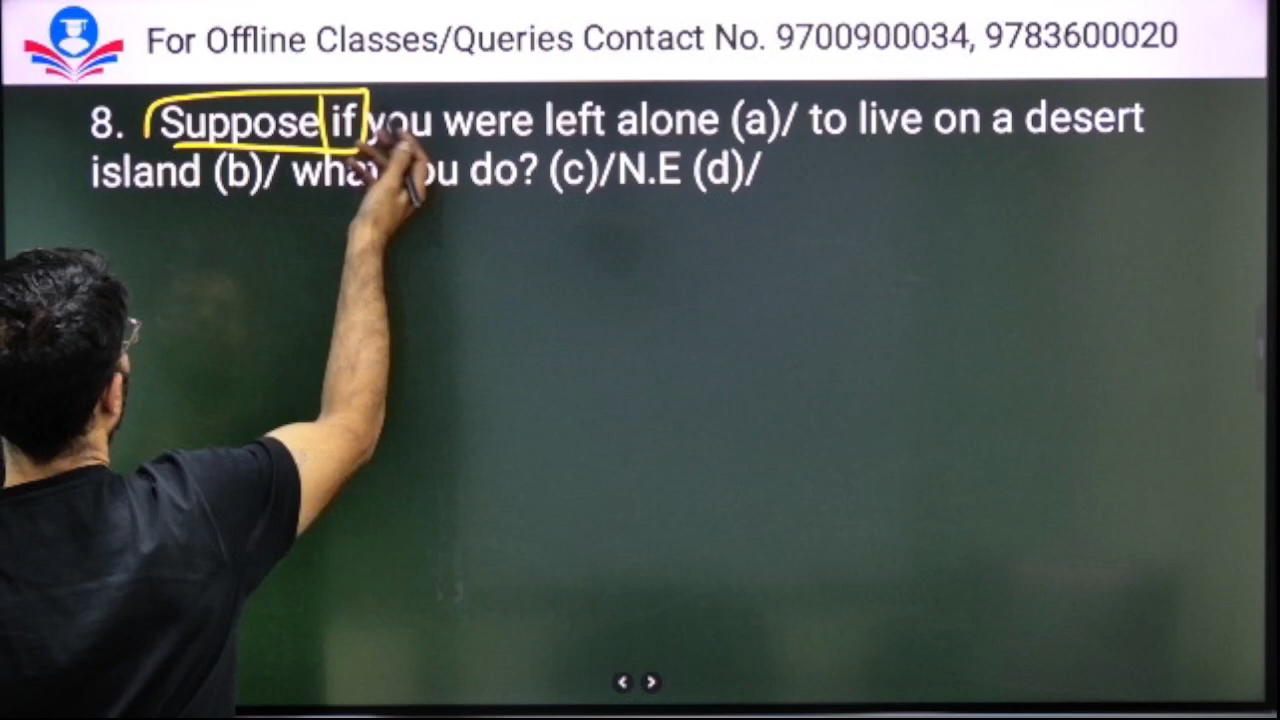 For Offline Classes/Queries Contact No. 9700900034, 9783600020
8. Suppose if you were left alone (a)/ to live on a desert
island (b)/ do? (c)/N.E (d)/